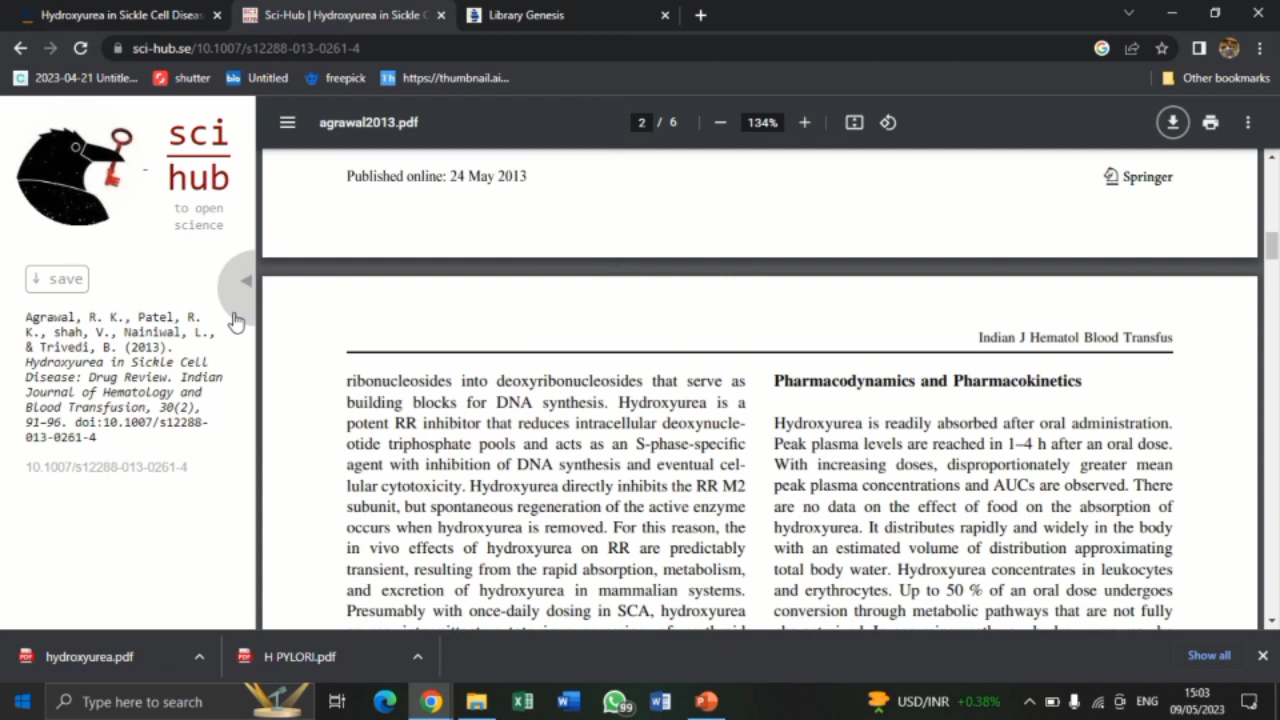 Hydroxyurea in Sickle Cell Diseas
Sci-Hub | Hydroxyurea in Sickle C
Library Genesis
sci-hub.se/10.1007/s12288-013-0261-4
2023-04-21 Untitle...
shutter
Untitled
freepick
https://thumbnail.ai...
Other bookmarks
sci
hub
to open
science
↓ save
Agrawal, R. K., Patel, R.
K., shah, V., Nainiwal, L.,
& Trivedi, B. (2013).
Hydroxyurea in Sickle Cell
Disease: Drug Review. Indian
Journal of Hematology and
Blood Transfusion, 30(2),
91–96. doi:10.1007/s12288-
013-0261-4
10.1007/s12288-013-0261-4
agrawal2013.pdf
2 / 6
134%
Published online: 24 May 2013
Springer
Indian J Hematol Blood Transfus
ribonucleosides into deoxyribonucleosides that serve as
building blocks for DNA synthesis. Hydroxyurea is a
potent RR inhibitor that reduces intracellular deoxynucle-
otide triphosphate pools and acts as an S-phase-specific
agent with inhibition of DNA synthesis and eventual cel-
lular cytotoxicity. Hydroxyurea directly inhibits the RR M2
subunit, but spontaneous regeneration of the active enzyme
occurs when hydroxyurea is removed. For this reason, the
in vivo effects of hydroxyurea on RR are predictably
transient, resulting from the rapid absorption, metabolism,
and excretion of hydroxyurea in mammalian systems.
Presumably with once-daily dosing in SCA, hydroxyurea
Pharmacodynamics and Pharmacokinetics
Hydroxyurea is readily absorbed after oral administration.
Peak plasma levels are reached in 1–4 h after an oral dose.
With increasing doses, disproportionately greater mean
peak plasma concentrations and AUCs are observed. There
are no data on the effect of food on the absorption of
hydroxyurea. It distributes rapidly and widely in the body
with an estimated volume of distribution approximating
total body water. Hydroxyurea concentrates in leukocytes
and erythrocytes. Up to 50 % of an oral dose undergoes
conversion through metabolic pathways that are not fully
hydroxyurea.pdf
H PYLORI.pdf
Show all
Type here to search
99
USD/INR +0.38%
ENG
15:03
09/05/2023